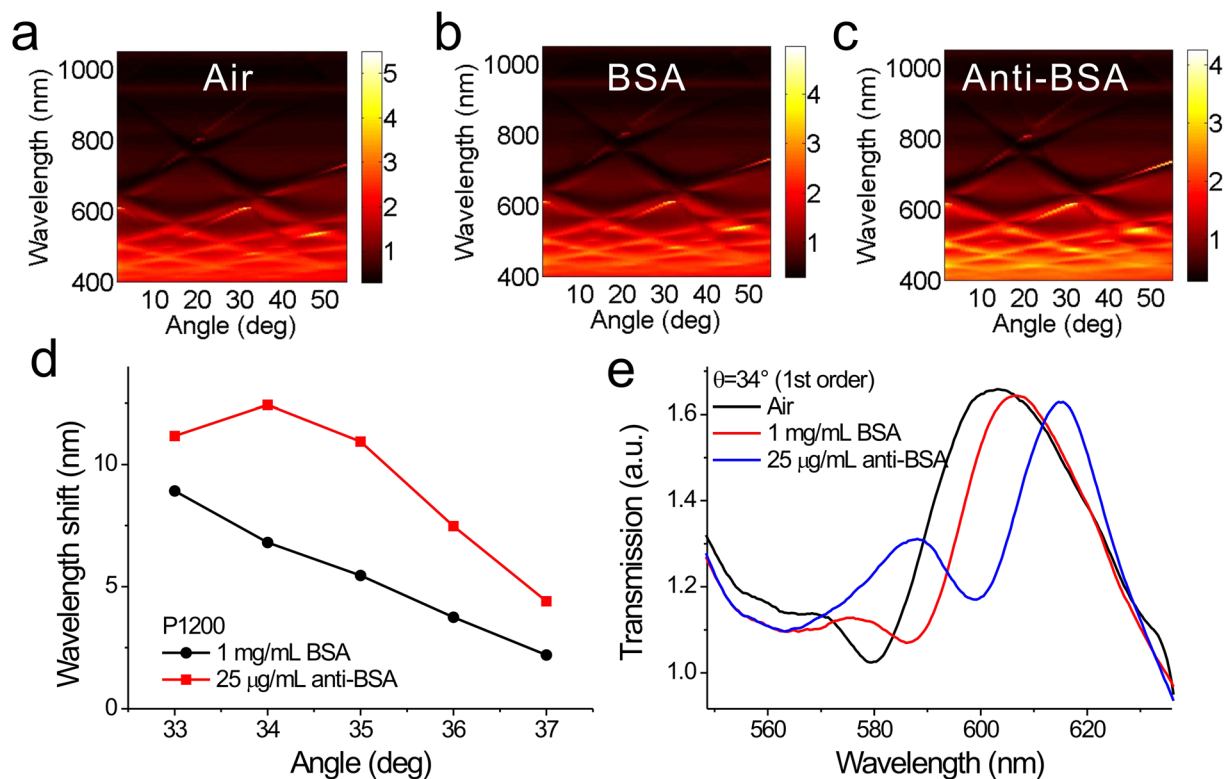 a
Air
Wavelength (nm)
1000
800
600
400
10 20 30 40 50
Angle (deg)
5
4
3
2
1
b
BSA
Wavelength (nm)
1000
800
600
400
10 20 30 40 50
Angle (deg)
4
3
2
1
c
Anti-BSA
Wavelength (nm)
1000
800
600
400
10 20 30 40 50
Angle (deg)
4
3
2
1
d
Wavelength shift (nm)
10
5
0
P1200
1 mg/mL BSA
25 μg/mL anti-BSA
33 34 35 36 37
Angle (deg)
e
θ=34° (1st order)
Air
1 mg/mL BSA
25 μg/mL anti-BSA
Transmission (a.u.)
1.6
1.4
1.2
1.0
560 580 600 620
Wavelength (nm)